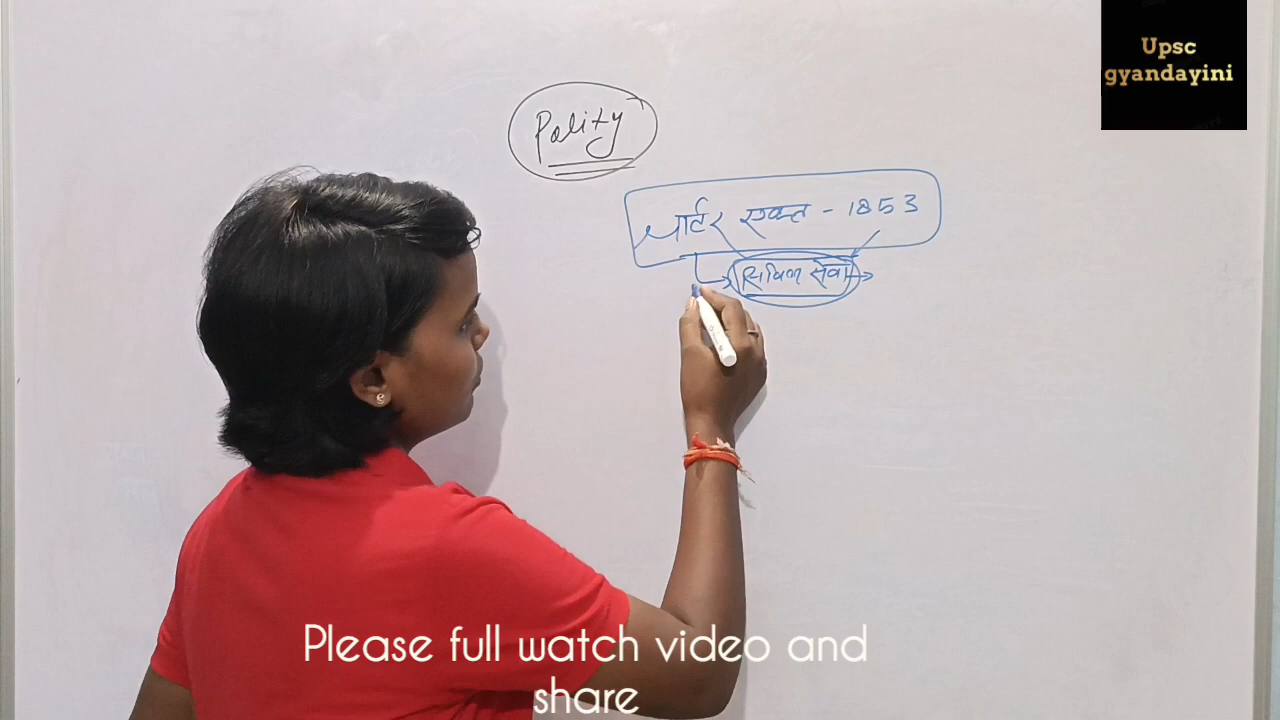 Upsc
gyandayini
Polity
चार्टर एक्ट - 1853
सिविल सेवा
Please full watch video and
share